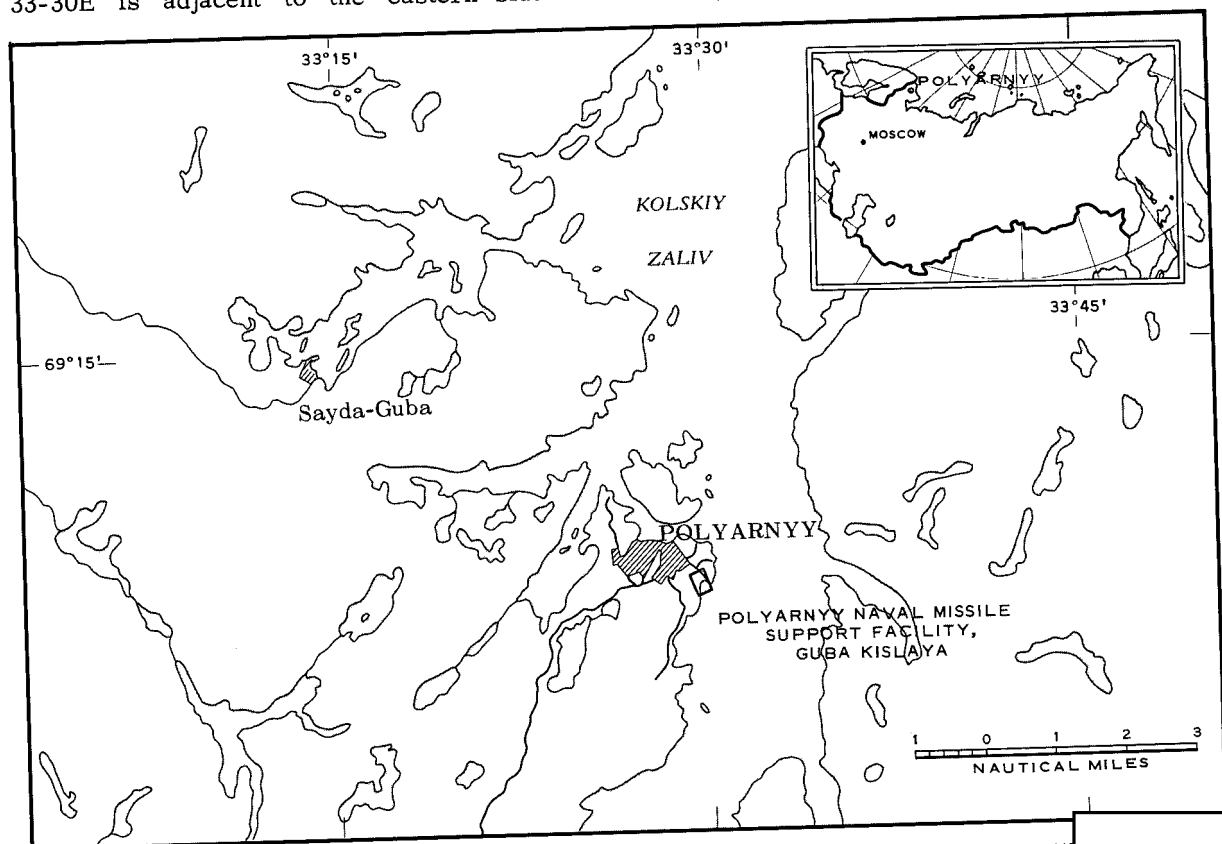 33-30E is adjacent to the eastern
33°15'
33°30'
POLYARNYY
MOSCOW
KOLSKIY
ZALIV
33°45'
69°15'
Sayda-Guba
POLYARNYY
POLYARNYY NAVAL MISSILE
SUPPORT FACILITY,
GUBA KISLAYA
1 0 1 2 3
NAUTICAL MILES